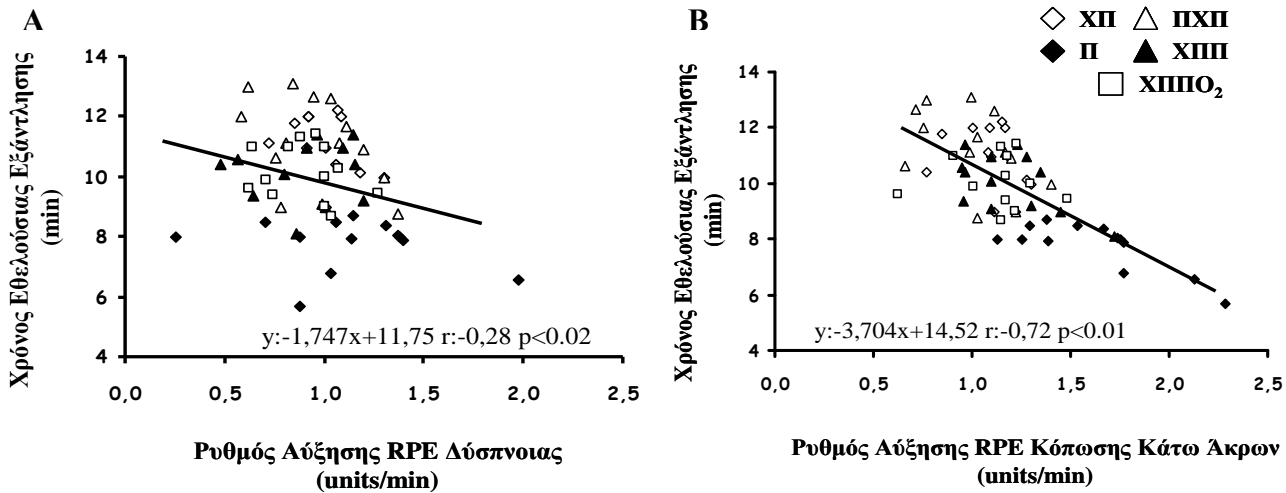 A
Χρόνος Εθελούσιας Εξάντλησης
(min)
14
12
10
8
6
4
0,0 0,5 1,0 1,5 2,0 2,5
y:-1,747x+11,75 r:-0,28 p<0.02
Ρυθμός Αύξησης RPE Δύσπνοιας
(units/min)
B
ΧΠ ΠΧΠ
Π ΧΠΠ
ΧΠΠΟ₂
Χρόνος Εθελούσιας Εξάντλησης
(min)
14
12
10
8
6
4
0,0 0,5 1,0 1,5 2,0 2,5
y:-3,704x+14,52 r:-0,72 p<0.01
Ρυθμός Αύξησης RPE Κόπωσης Κάτω Άκρων
(units/min)